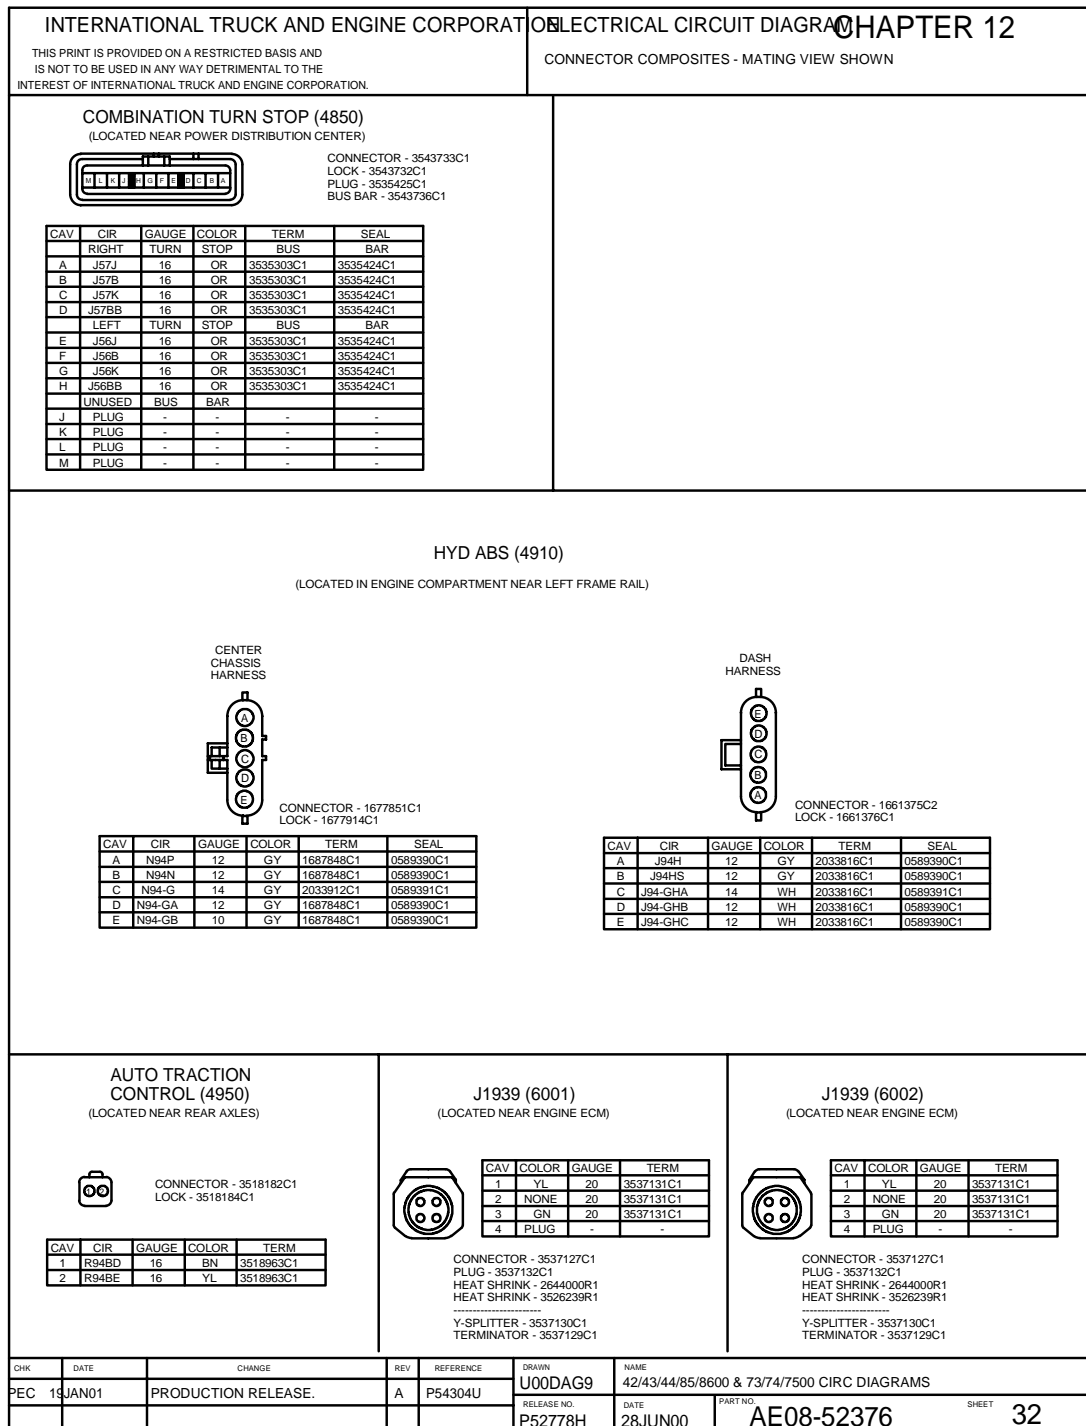 INTERNATIONAL TRUCK AND ENGINE CORPORATION
THIS PRINT IS PROVIDED ON A RESTRICTED BASIS AND
IS NOT TO BE USED IN ANY WAY DETRIMENTAL TO THE
INTEREST OF INTERNATIONAL TRUCK AND ENGINE CORPORATION.
ELECTRICAL CIRCUIT DIAGRAM
CHAPTER 12
CONNECTOR COMPOSITES - MATING VIEW SHOWN
COMBINATION TURN STOP (4850)
(LOCATED NEAR POWER DISTRIBUTION CENTER)
M L K J H G F E D C B A
CONNECTOR - 3543733C1
LOCK - 3543732C1
PLUG - 3535425C1
BUS BAR - 3543736C1
CAV CIR GAUGE COLOR TERM SEAL
RIGHT TURN STOP BUS BAR
A J57J 16 OR 3535303C1 3535424C1
B J57B 16 OR 3535303C1 3535424C1
C J57K 16 OR 3535303C1 3535424C1
D J57BB 16 OR 3535303C1 3535424C1
LEFT TURN STOP BUS BAR
E J56J 16 OR 3535303C1 3535424C1
F J56B 16 OR 3535303C1 3535424C1
G J56K 16 OR 3535303C1 3535424C1
H J56BB 16 OR 3535303C1 3535424C1
UNUSED BUS BAR
J PLUG - - - -
K PLUG - - - -
L PLUG - - - -
M PLUG - - - -
HYD ABS (4910)
(LOCATED IN ENGINE COMPARTMENT NEAR LEFT FRAME RAIL)
CENTER
CHASSIS
HARNESS
A
B
C
D
E
CONNECTOR - 1677851C1
LOCK - 1677914C1
CAV CIR GAUGE COLOR TERM SEAL
A N94P 12 GY 1687848C1 0589390C1
B N94N 12 GY 1687848C1 0589390C1
C N94-G 14 GY 2033912C1 0589391C1
D N94-GA 12 GY 1687848C1 0589390C1
E N94-GB 10 GY 1687848C1 0589390C1
DASH
HARNESS
E
D
C
B
A
CONNECTOR - 1661375C2
LOCK - 1661376C1
CAV CIR GAUGE COLOR TERM SEAL
A J94H 12 GY 2033816C1 0589390C1
B J94HS 12 GY 2033816C1 0589390C1
C J94-GHA 14 WH 2033816C1 0589391C1
D J94-GHB 12 WH 2033816C1 0589390C1
E J94-GHC 12 WH 2033816C1 0589390C1
AUTO TRACTION
CONTROL (4950)
(LOCATED NEAR REAR AXLES)
1 2
CONNECTOR - 3518182C1
LOCK - 3518184C1
CAV CIR GAUGE COLOR TERM
1 R94BD 16 BN 3518963C1
2 R94BE 16 YL 3518963C1
J1939 (6001)
(LOCATED NEAR ENGINE ECM)
CAV COLOR GAUGE TERM
1 YL 20 3537131C1
2 NONE 20 3537131C1
3 GN 20 3537131C1
4 PLUG - -
CONNECTOR - 3537127C1
PLUG - 3537132C1
HEAT SHRINK - 2644000R1
HEAT SHRINK - 3526239R1
-----------------------
Y-SPLITTER - 3537130C1
TERMINATOR - 3537129C1
J1939 (6002)
(LOCATED NEAR ENGINE ECM)
CAV COLOR GAUGE TERM
1 YL 20 3537131C1
2 NONE 20 3537131C1
3 GN 20 3537131C1
4 PLUG - -
CONNECTOR - 3537127C1
PLUG - 3537132C1
HEAT SHRINK - 2644000R1
HEAT SHRINK - 3526239R1
-----------------------
Y-SPLITTER - 3537130C1
TERMINATOR - 3537129C1
CHK DATE CHANGE REV REFERENCE
PEC 19JAN01 PRODUCTION RELEASE. A P54304U
DRAWN
U00DAG9
NAME
42/43/44/85/8600 & 73/74/7500 CIRC DIAGRAMS
RELEASE NO.
P52778H
DATE
28JUN00
PART NO.
AE08-52376
SHEET 32